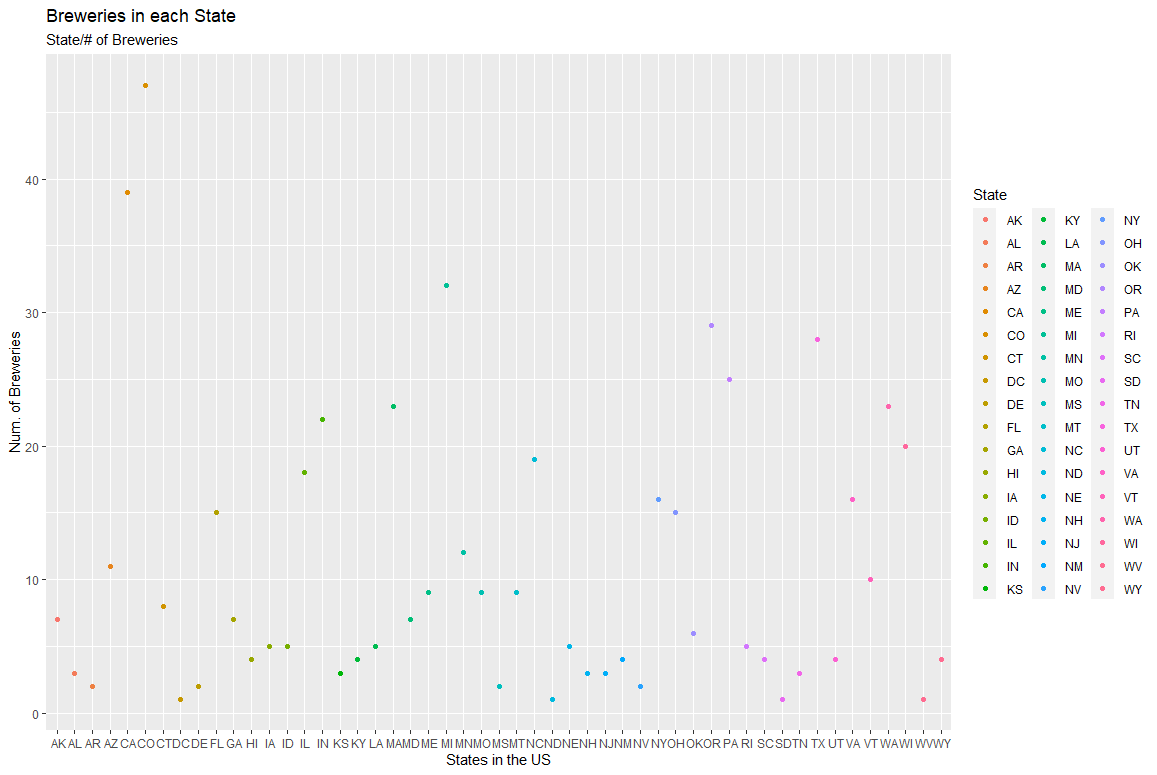 Breweries in each State
State/# of Breweries
Num. of Breweries
40
30
20
10
0
AK AL AR AZ CA CO CT DC DE FL GA HI IA ID IL IN KS KY LA MA MD ME MI MN MO MS MT NC ND NE NH NJ NM NV NY OH OK OR PA RI SC SD TN TX UT VA VT WA WI WV WY
States in the US
State
AK KY NY
AL LA OH
AR MA OK
AZ MD OR
CA ME PA
CO MI RI
CT MN SC
DC MO SD
DE MS TN
FL MT TX
GA NC UT
HI ND VA
IA NE VT
ID NH WA
IL NJ WI
IN NM WV
KS NV WY